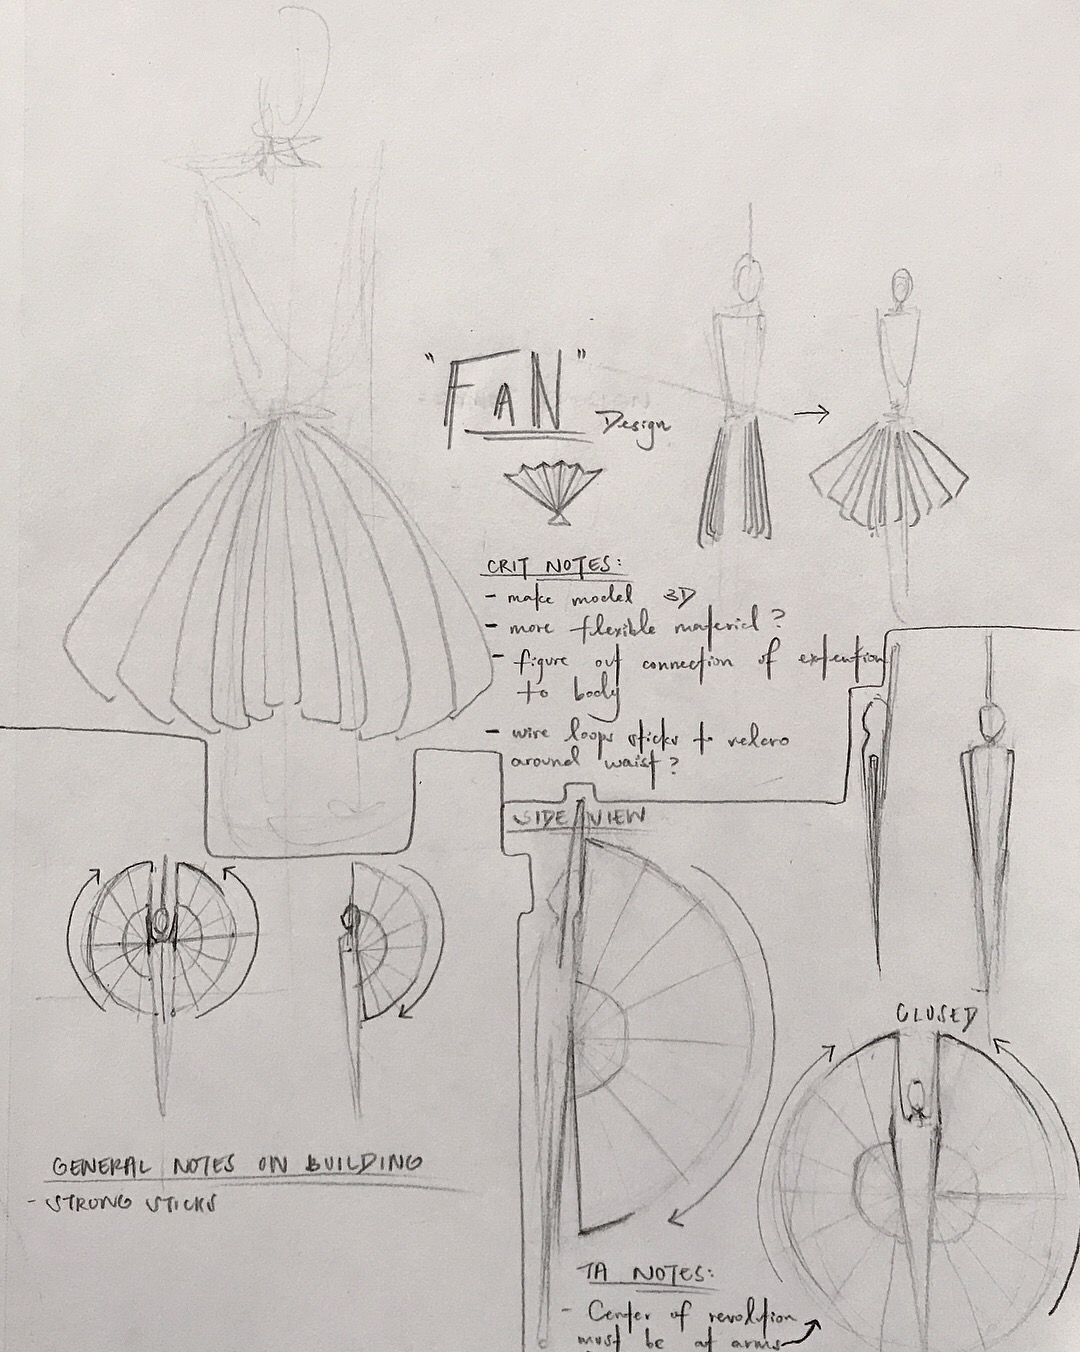 "FAN"
Design
CRIT NOTES:
- make model 3D
- more flexible material?
- figure out connection of extention
to body
- wire loops sticks + velcro
around waist?
SIDE VIEW
CLOSED
GENERAL NOTES ON BUILDING
- STRONG STICKS
TA NOTES:
- Center of revolution
must be at arms